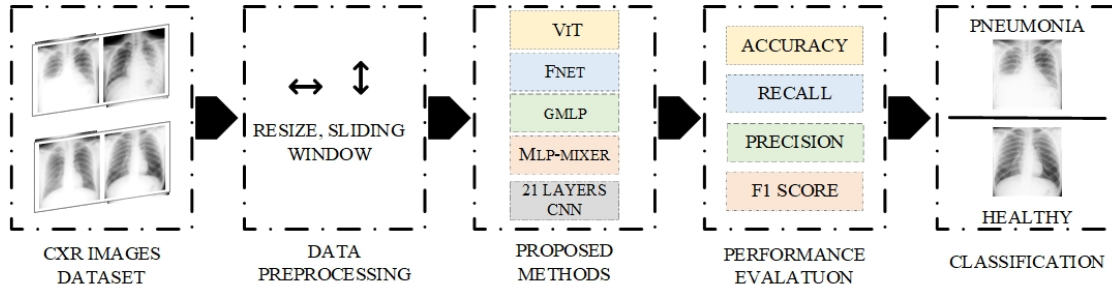 CXR IMAGES
DATASET
RESIZE, SLIDING
WINDOW
DATA
PREPROCESSING
VIT
FNET
GMLP
MLP-MIXER
21 LAYERS
CNN
PROPOSED
METHODS
ACCURACY
RECALL
PRECISION
F1 SCORE
PERFORMANCE
EVALATUON
PNEUMONIA
HEALTHY
CLASSIFICATION